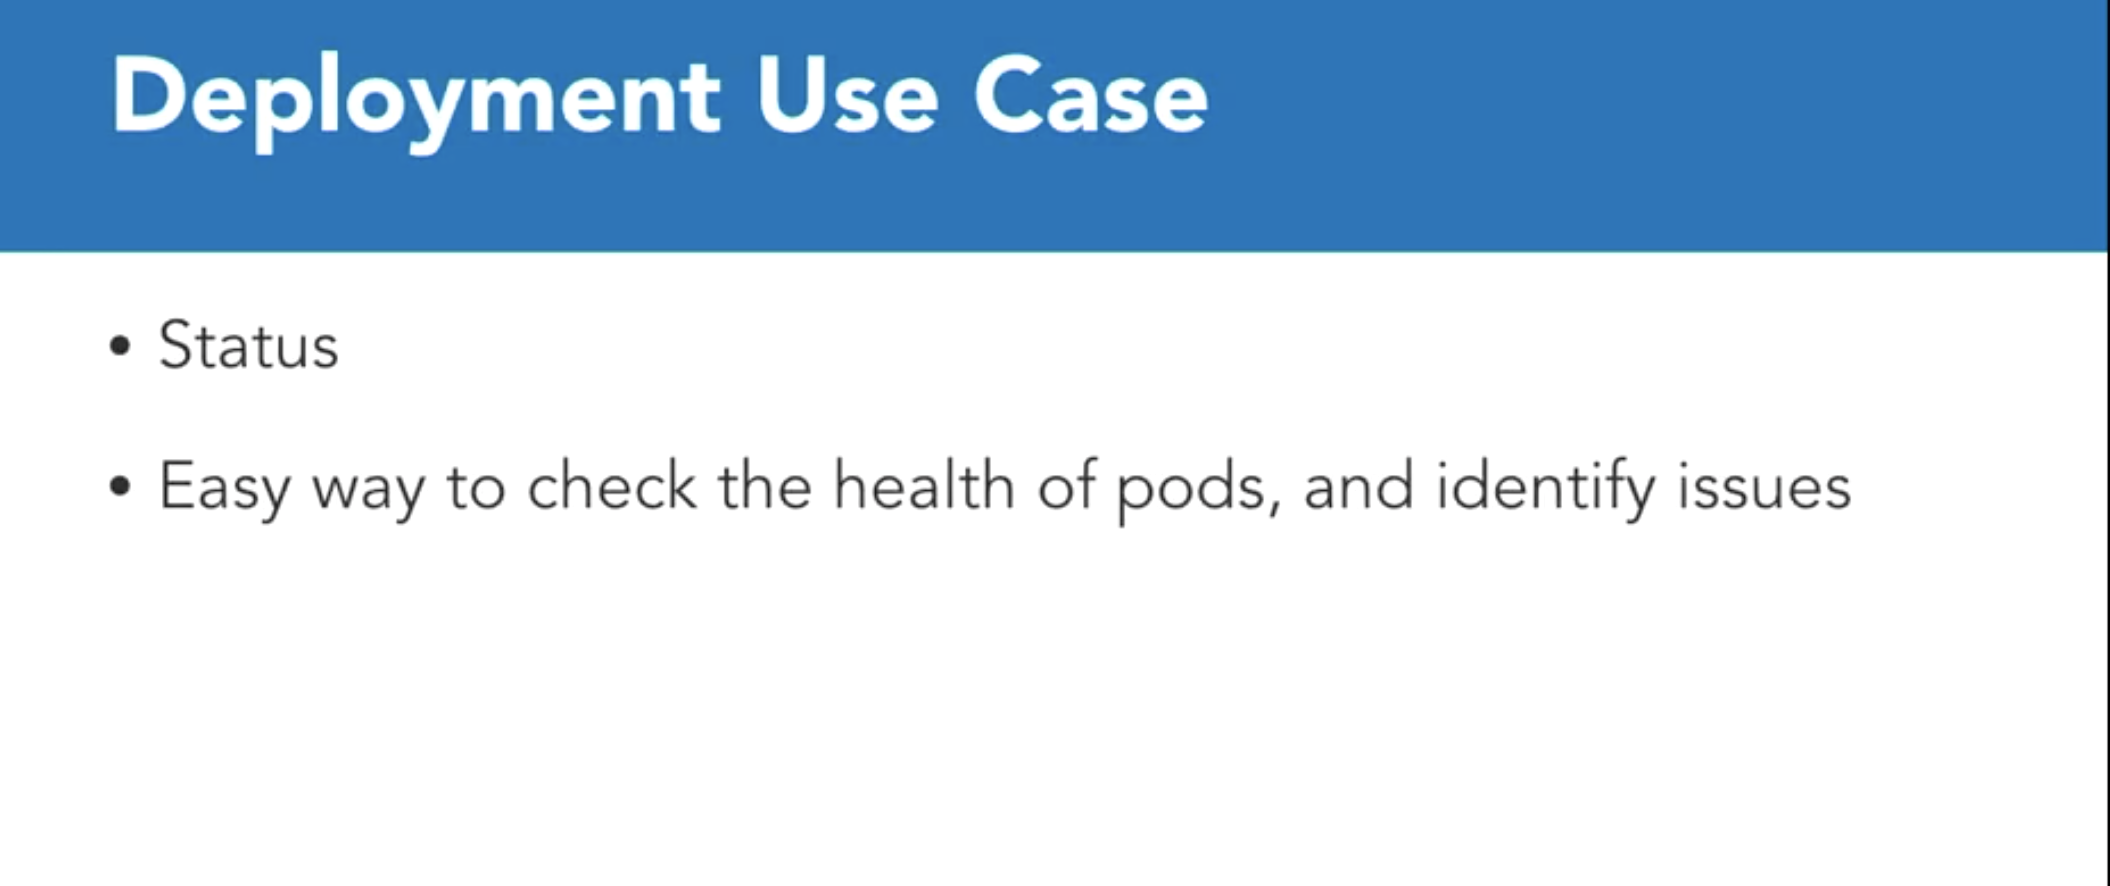 Deployment Use Case
• Status
• Easy way to check the health of pods, and identify issues